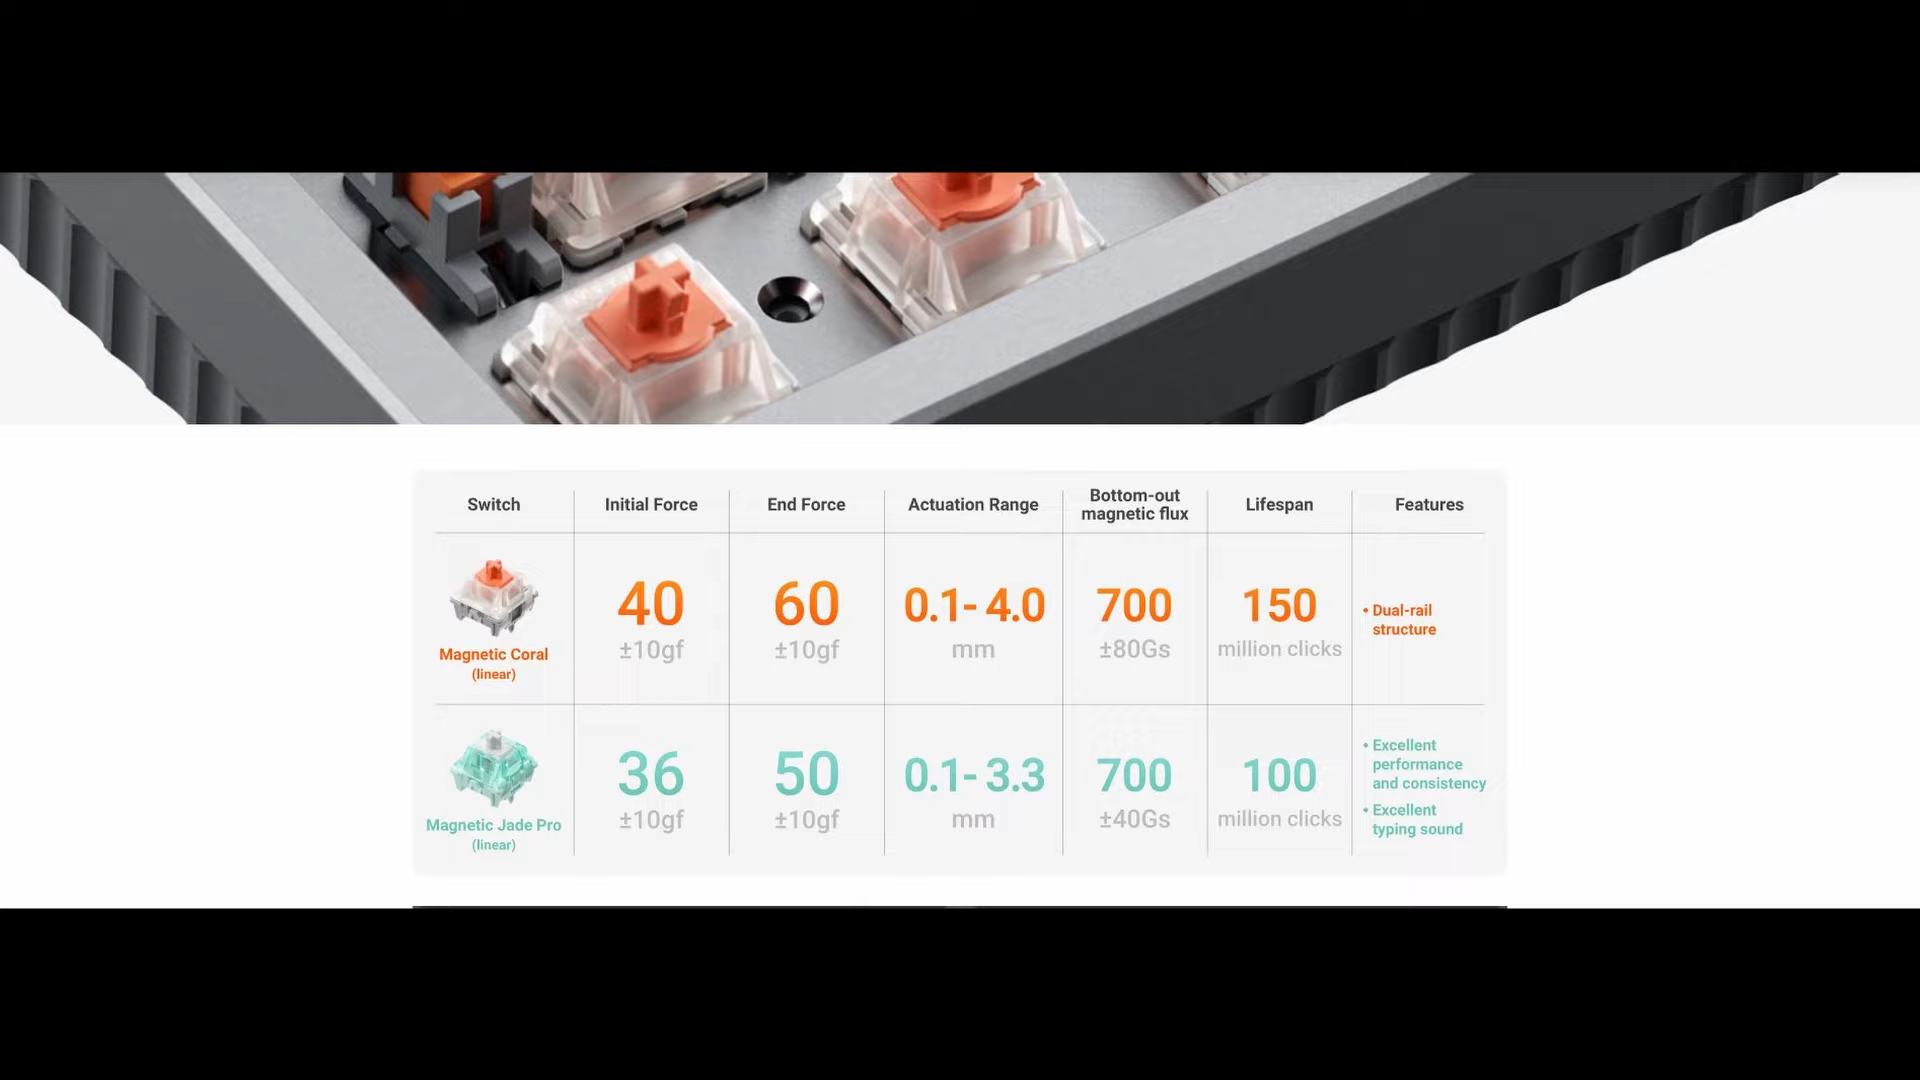 Switch
Initial Force
End Force
Actuation Range
Bottom-out
magnetic flux
Lifespan
Features
Magnetic Coral
(linear)
40
±10gf
60
±10gf
0.1- 4.0
mm
700
±80Gs
150
million clicks
• Dual-rail
structure
Magnetic Jade Pro
(linear)
36
±10gf
50
±10gf
0.1- 3.3
mm
700
±40Gs
100
million clicks
• Excellent
performance
and consistency
• Excellent
typing sound